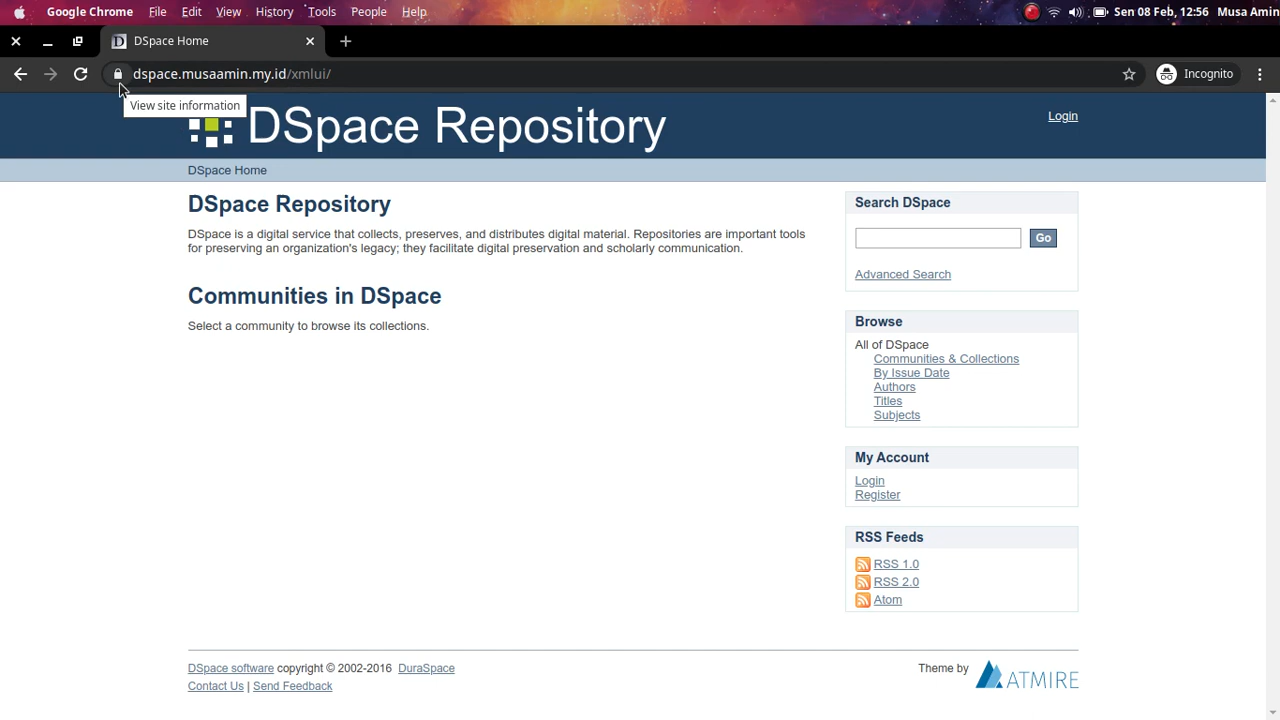 Google Chrome File Edit View History Tools People Help Sen 08 Feb, 12:56 Musa Amin
DSpace Home
dspace.musaamin.my.id/xmlui/ Incognito
View site information
DSpace Repository
Login
DSpace Home
DSpace Repository
DSpace is a digital service that collects, preserves, and distributes digital material. Repositories are important tools
for preserving an organization's legacy; they facilitate digital preservation and scholarly communication.
Communities in DSpace
Select a community to browse its collections.
Search DSpace
Go
Advanced Search
Browse
All of DSpace
Communities & Collections
By Issue Date
Authors
Titles
Subjects
My Account
Login
Register
RSS Feeds
RSS 1.0
RSS 2.0
Atom
DSpace software copyright © 2002-2016 DuraSpace
Contact Us | Send Feedback
Theme by ATMIRE